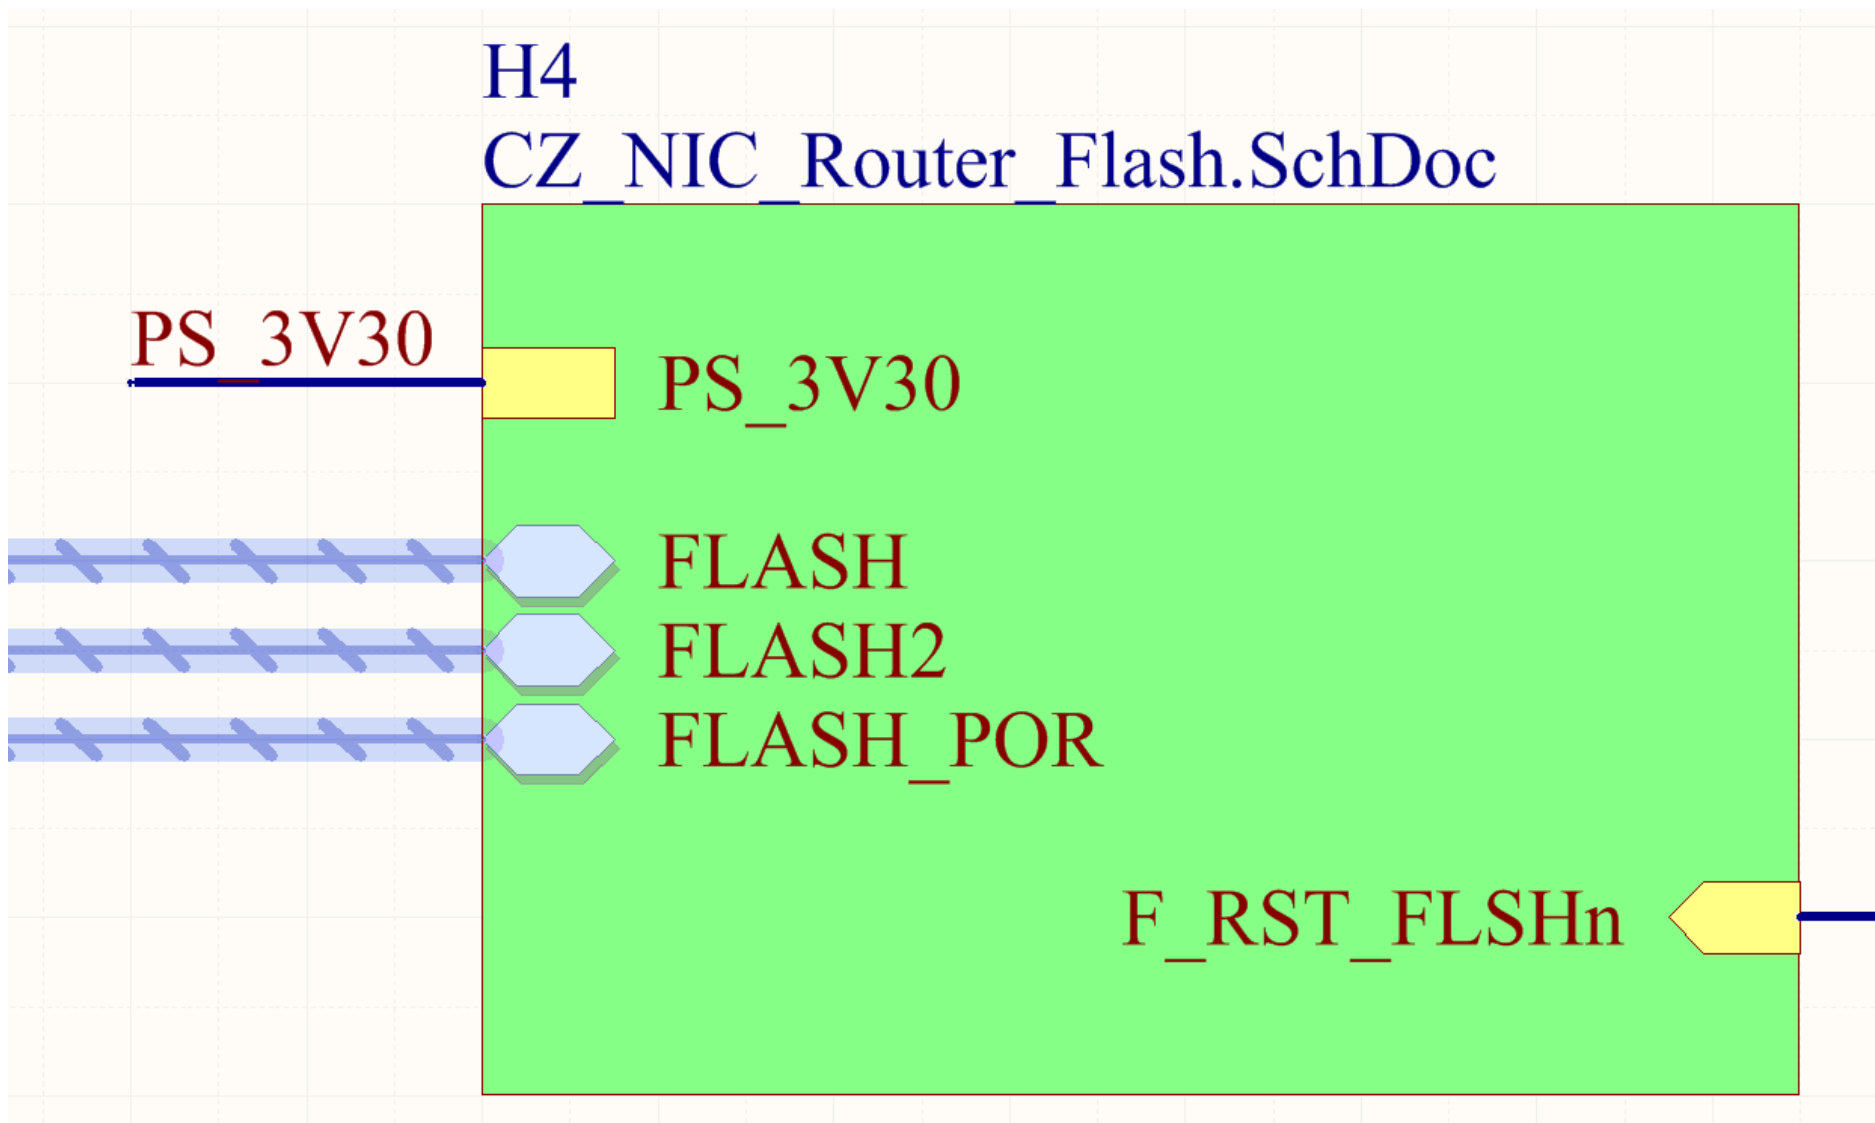 H4
CZ_NIC_Router_Flash.SchDoc
PS_3V30
PS_3V30
FLASH
FLASH2
FLASH_POR
F_RST_FLSHn